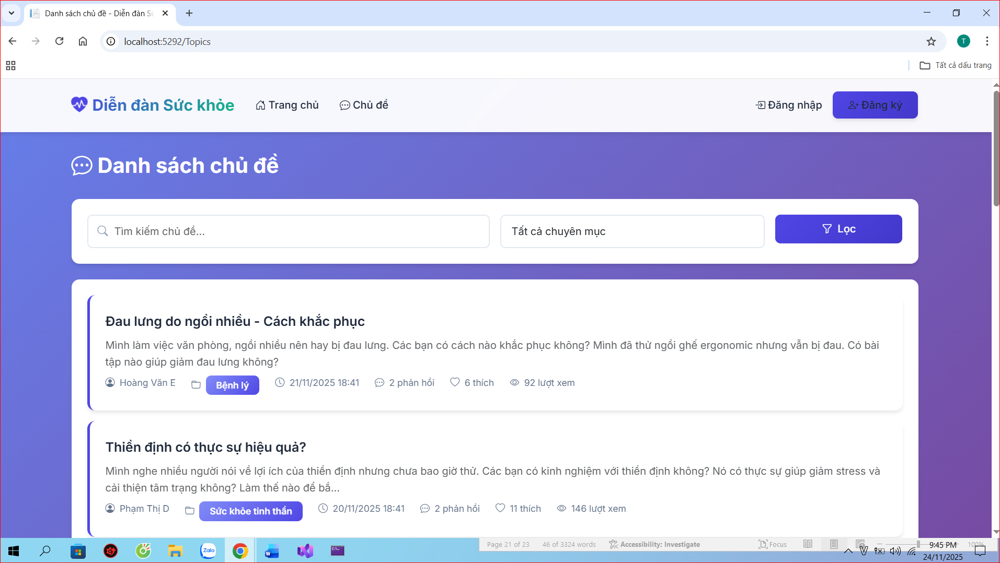 Danh sách chủ đề - Diễn đàn Sứ
localhost:5292/Topics
T
Tất cả dấu trang
Diễn đàn Sức khỏe
Trang chủ
Chủ đề
Đăng nhập
Đăng ký
Danh sách chủ đề
Tìm kiếm chủ đề...
Tất cả chuyên mục
Lọc
Đau lưng do ngồi nhiều - Cách khắc phục
Mình làm việc văn phòng, ngồi nhiều nên hay bị đau lưng. Các bạn có cách nào khắc phục không? Mình đã thử ngồi ghế ergonomic nhưng vẫn bị đau. Có bài
tập nào giúp giảm đau lưng không?
Hoàng Văn E Bệnh lý 21/11/2025 18:41 2 phản hồi 6 thích 92 lượt xem
Thiền định có thực sự hiệu quả?
Mình nghe nhiều người nói về lợi ích của thiền định nhưng chưa bao giờ thử. Các bạn có kinh nghiệm với thiền định không? Nó có thực sự giúp giảm stress và
cải thiện tâm trạng không? Làm thế nào để bắ...
Phạm Thị D Sức khỏe tinh thần 20/11/2025 18:41 2 phản hồi 11 thích 146 lượt xem
Zalo
W
Page 21 of 23 46 of 3324 words Accessibility: Investigate Focus 100%
V
9:45 PM
24/11/2025